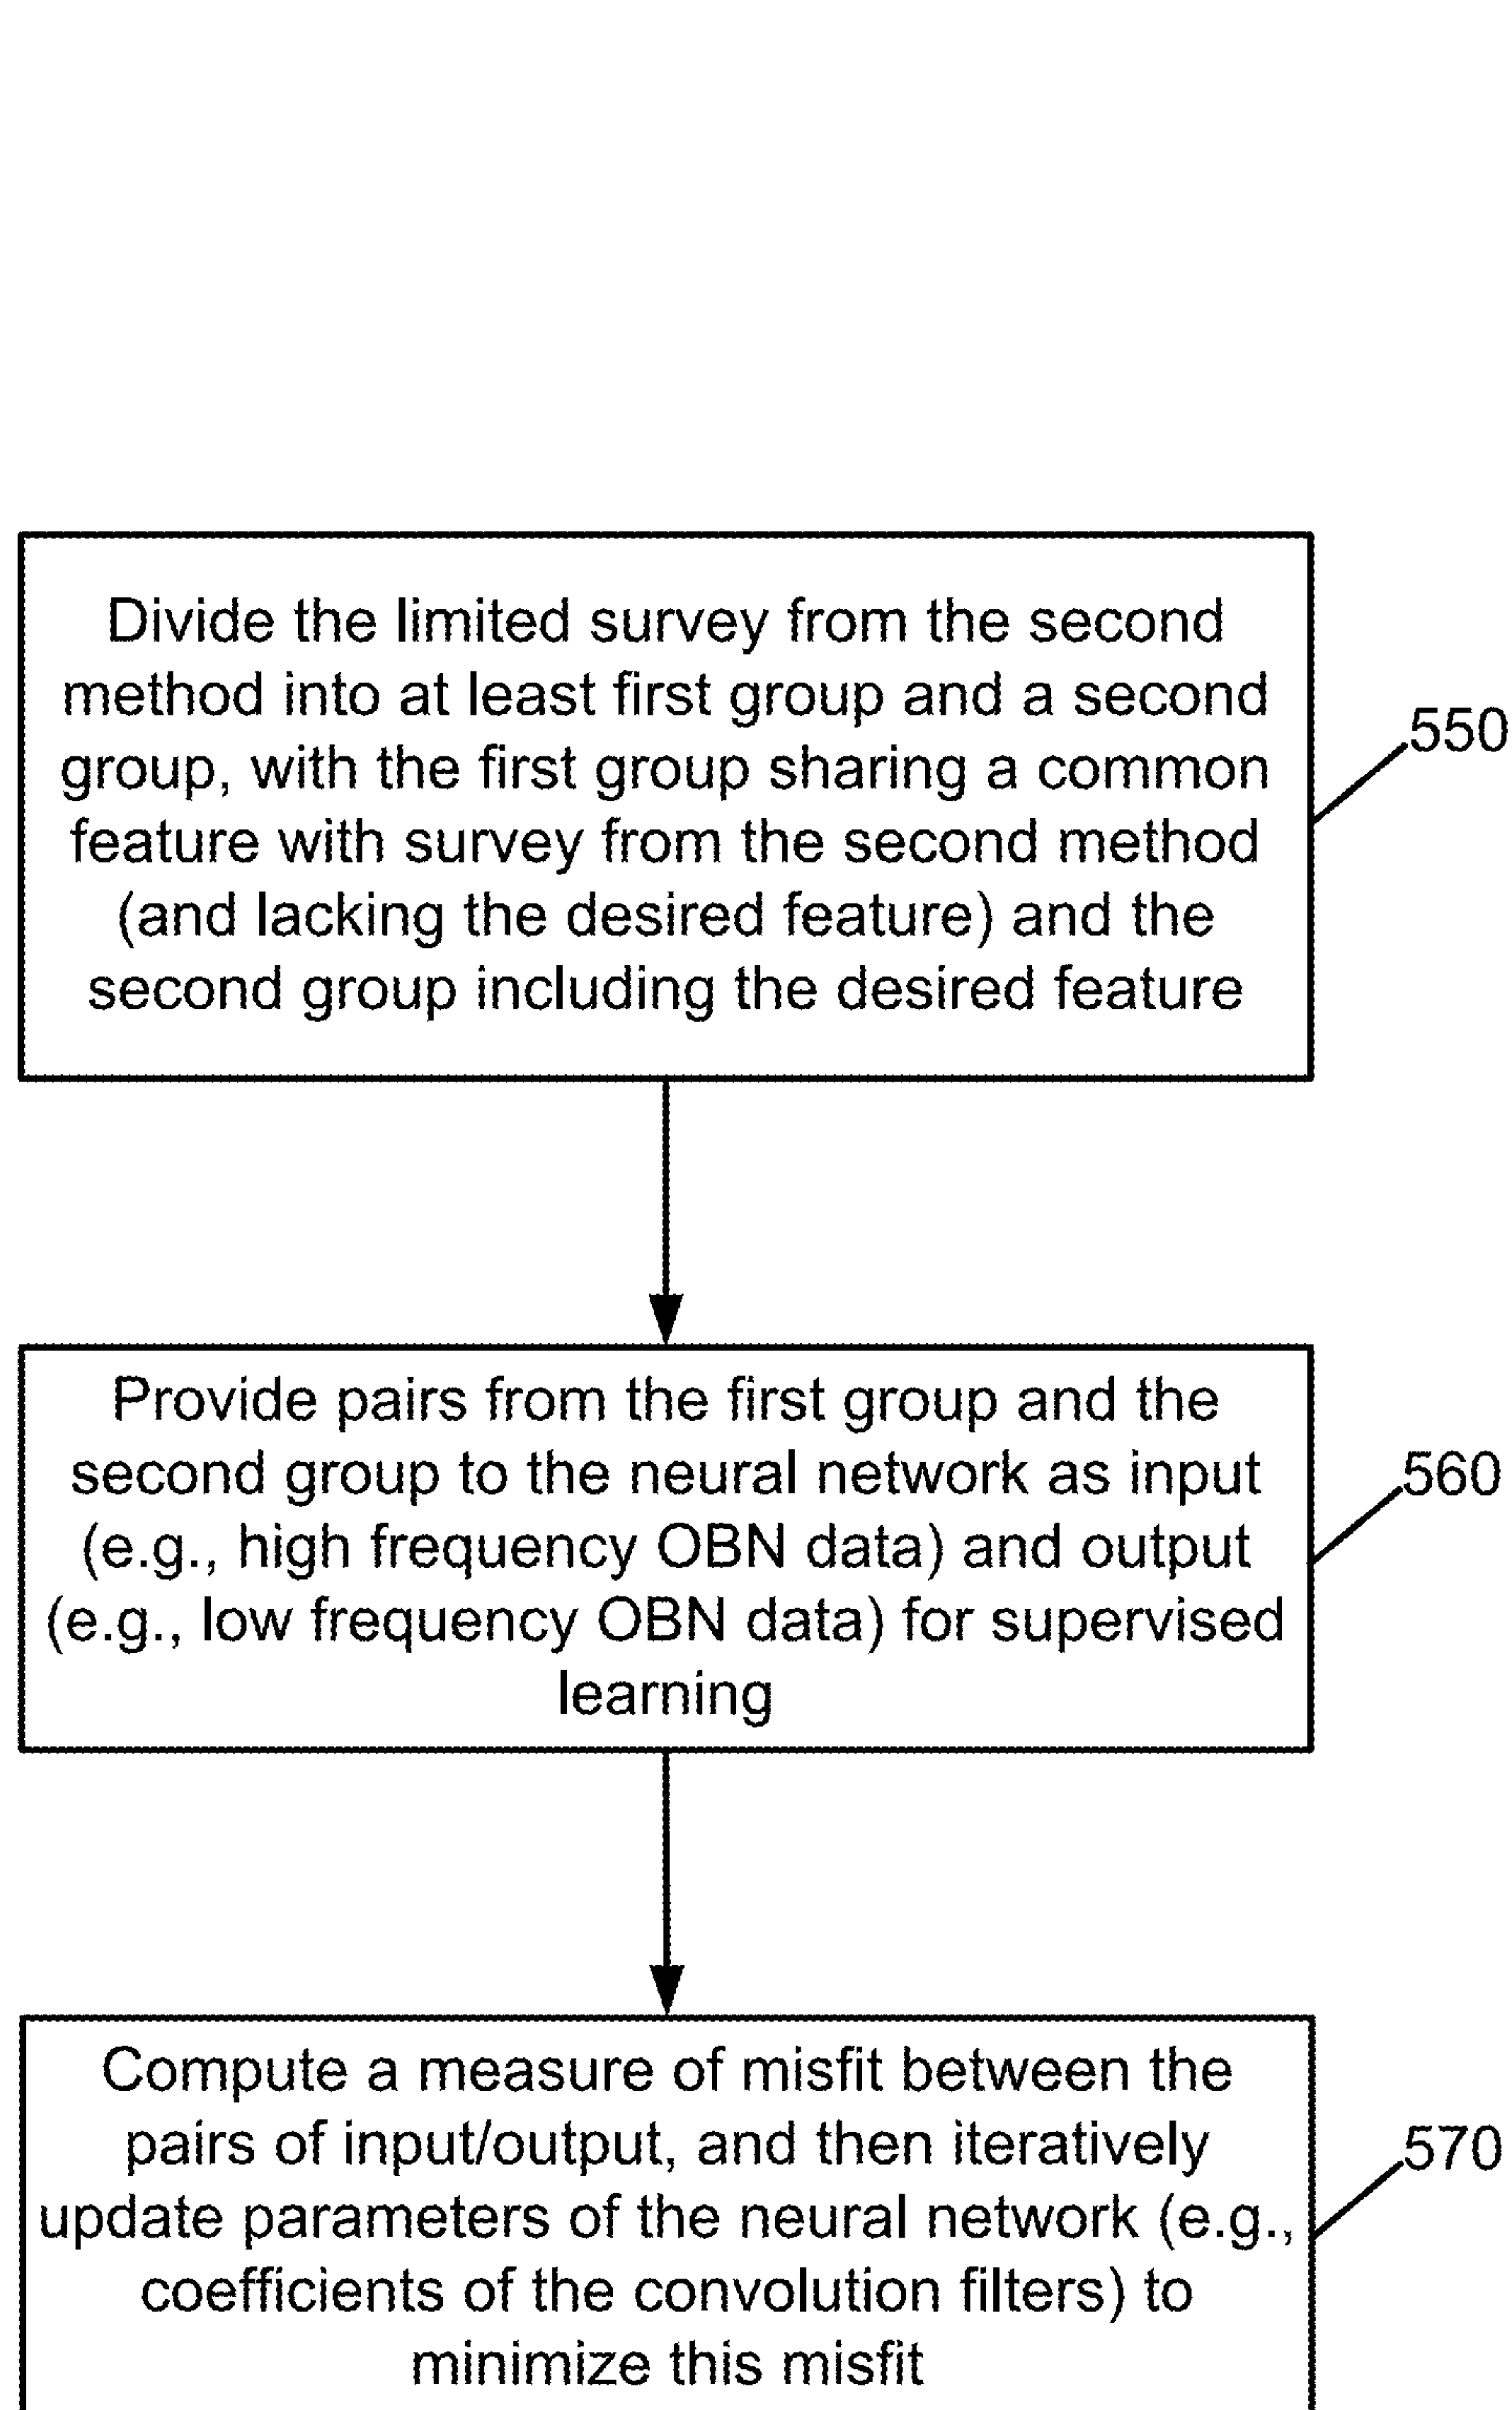 Divide the limited survey from the second
method into at least first group and a second
group, with the first group sharing a common
feature with survey from the second method
(and lacking the desired feature) and the
second group including the desired feature
550
Provide pairs from the first group and the
second group to the neural network as input
(e.g., high frequency OBN data) and output
(e.g., low frequency OBN data) for supervised
learning
560
Compute a measure of misfit between the
pairs of input/output, and then iteratively
update parameters of the neural network (e.g.,
coefficients of the convolution filters) to
minimize this misfit
570